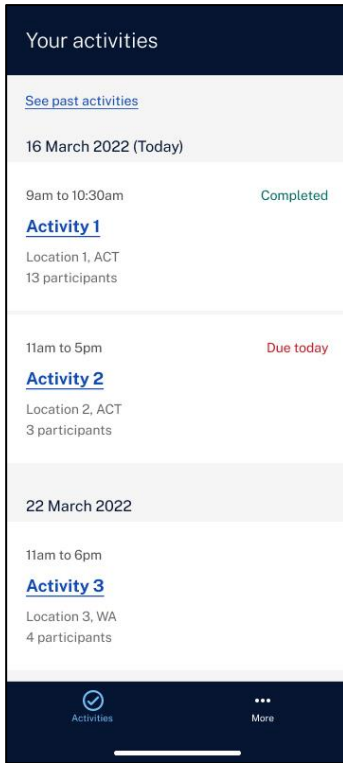 Your activities
See past activities
16 March 2022 (Today)
9am to 10:30am Completed
Activity 1
Location 1, ACT
13 participants
11am to 5pm Due today
Activity 2
Location 2, ACT
3 participants
22 March 2022
11am to 6pm
Activity 3
Location 3, WA
4 participants
Activities More